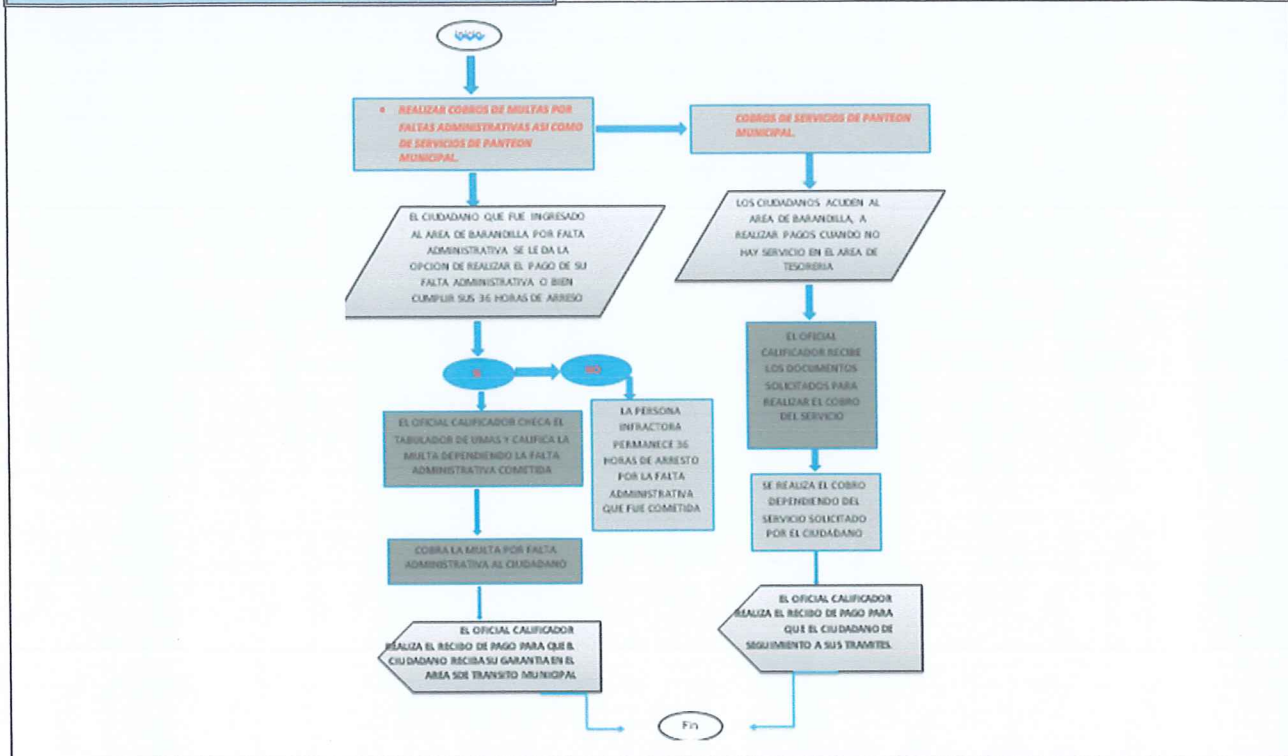 Inicio
REALIZAR COBROS DE MULTAS POR
FALTAS ADMINISTRATIVAS ASI COMO
DE SERVICIOS DE PANTEON
MUNICIPAL.
COBROS DE SERVICIOS DE PANTEON
MUNICIPAL.
EL CIUDADANO QUE FUE INGRESADO
AL AREA DE BARANDILLA POR FALTA
ADMINISTRATIVA SE LE DA LA
OPCION DE REALIZAR EL PAGO DE SU
FALTA ADMINISTRATIVA O BIEN
CUMPLIR SUS 36 HORAS DE ARRESO
LOS CIUDADANOS ACUDEN AL
AREA DE BARANDILLA, A
REALIZAR PAGOS CUANDO NO
HAY SERVICIO EN EL AREA DE
TESORERIA
SI
NO
EL OFICIAL CALIFICADOR CHECA EL
TABULADOR DE UMAS Y CALIFICA LA
MULTA DEPENDIENDO LA FALTA
ADMINISTRATIVA COMETIDA
LA PERSONA
INFRACTORA
PERMANECE 36
HORAS DE ARRESTO
POR LA FALTA
ADMINISTRATIVA
QUE FUE COMETIDA
EL OFICIAL
CALIFICADOR RECIBE
LOS DOCUMENTOS
SOLICITADOS PARA
REALIZAR EL COBRO
DEL SERVICIO
COBRA LA MULTA POR FALTA
ADMINISTRATIVA AL CIUDADANO
SE REALIZA EL COBRO
DEPENDIENDO DEL
SERVICIO SOLICITADO
POR EL CIUDADANO
EL OFICIAL CALIFICADOR
REALIZA EL RECIBO DE PAGO PARA QUE EL
CIUDADANO RECIBA SU GARANTIA EN EL
AREA SDE TRANSITO MUNICIPAL
EL OFICIAL CALIFICADOR
REALIZA EL RECIBO DE PAGO PARA
QUE EL CIUDADANO DE
SEGUIMIENTO A SUS TRAMITES.
Fin